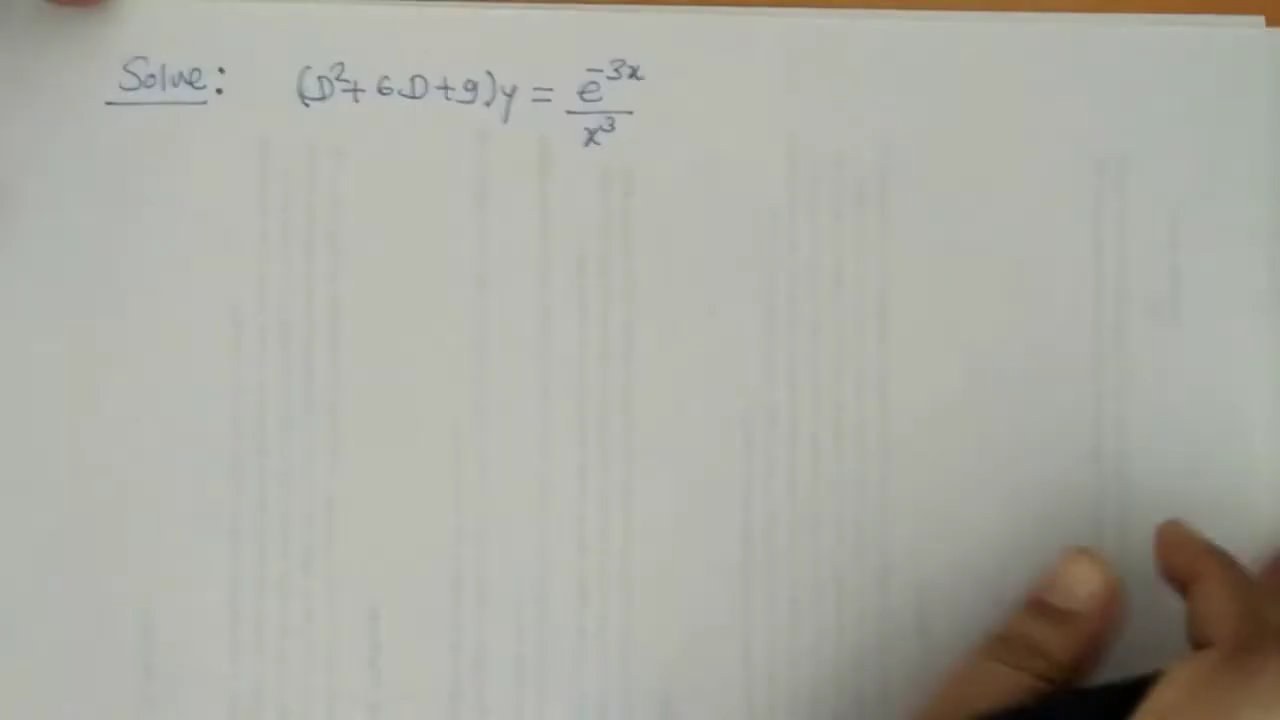 Solve: (D²+6D+9)y = e^{-3x}/x³